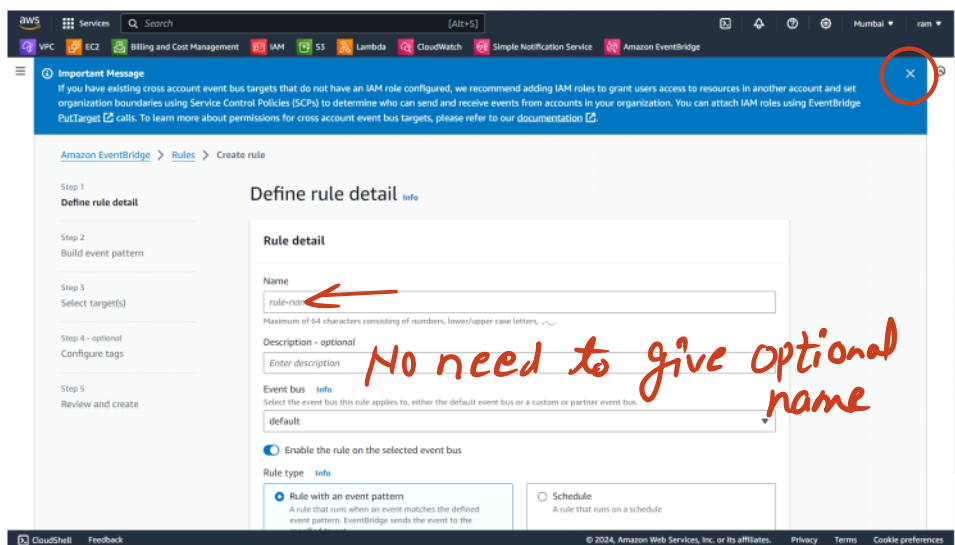 aws
Services
Search
[Alt+S]
Mumbai
ram
VPC
EC2
Billing and Cost Management
IAM
S3
Lambda
CloudWatch
Simple Notification Service
Amazon EventBridge
Important Message
If you have existing cross account event bus targets that do not have an IAM role configured, we recommend adding IAM roles to grant users access to resources in another account and set
organization boundaries using Service Control Policies (SCPs) to determine who can send and receive events from accounts in your organization. You can attach IAM roles using EventBridge
PutTarget calls. To learn more about permissions for cross account event bus targets, please refer to our documentation.
Amazon EventBridge > Rules > Create rule
Step 1
Define rule detail
Step 2
Build event pattern
Step 3
Select target(s)
Step 4 - optional
Configure tags
Step 5
Review and create
Define rule detail Info
Rule detail
Name
Maximum of 64 characters consisting of numbers, lower/upper case letters, .,-,_.
Description - optional
Enter description
No need to give optional
name
Event bus Info
Select the event bus this rule applies to, either the default event bus or a custom or partner event bus.
default
Enable the rule on the selected event bus
Rule type Info
Rule with an event pattern
A rule that runs when an event matches the defined
event pattern. EventBridge sends the event to the
Schedule
A rule that runs on a schedule
CloudShell
Feedback
© 2024, Amazon Web Services, Inc. or its affiliates.
Privacy
Terms
Cookie preferences